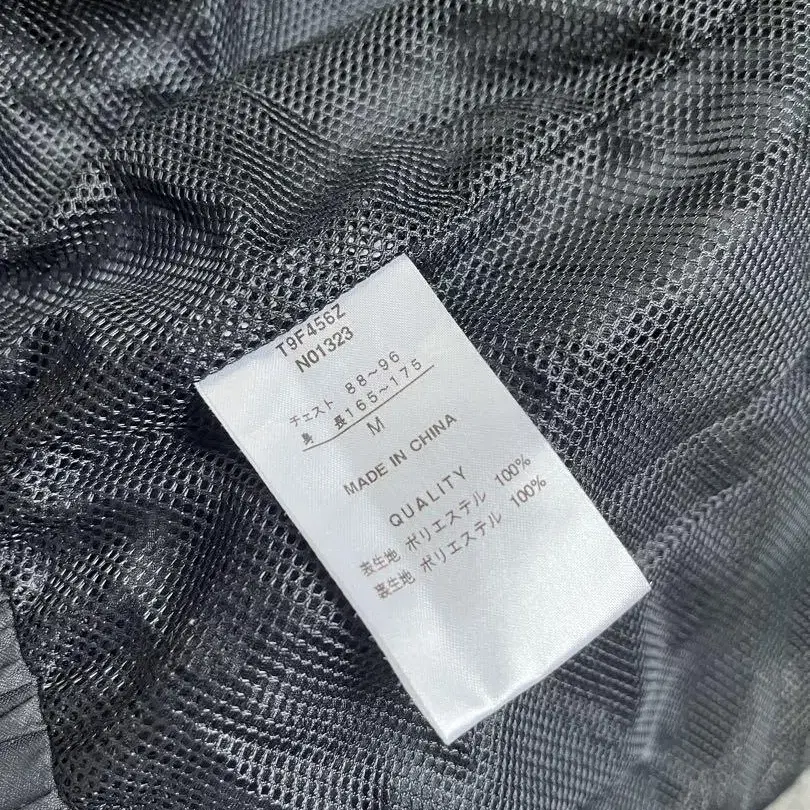 T9F456Z
N01323
チェスト 88~96
身 長165~175
M
MADE IN CHINA
QUALITY
表生地 ポリエステル 100%
裏生地 ポリエステル 100%